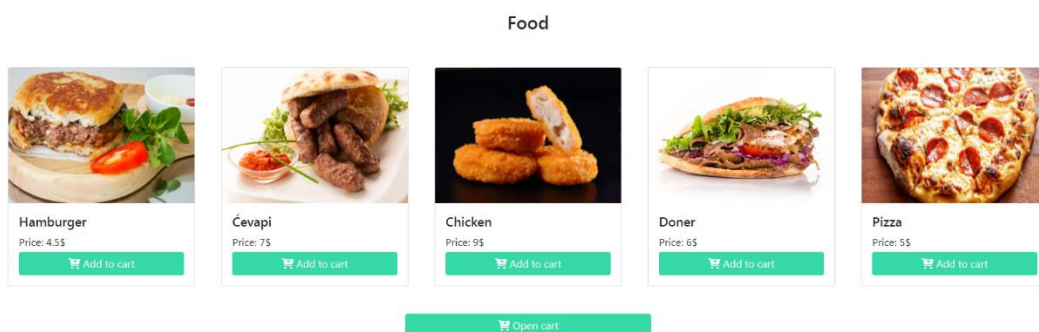 Food
Hamburger
Price: 4.5$
Add to cart
Ćevapi
Price: 7$
Add to cart
Chicken
Price: 9$
Add to cart
Doner
Price: 6$
Add to cart
Pizza
Price: 5$
Add to cart
Open cart